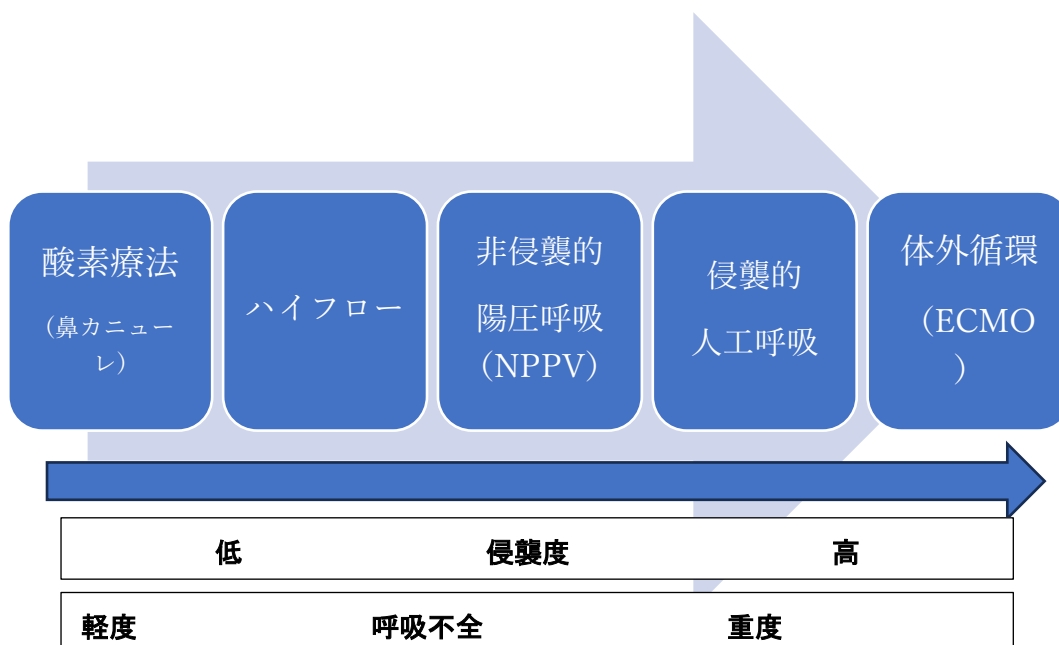 酸素療法
（鼻カニュー
レ）
ハイフロー
非侵襲的
陽圧呼吸
（NPPV）
侵襲的
人工呼吸
体外循環
（ECMO
）
低 侵襲度 高
軽度 呼吸不全 重度